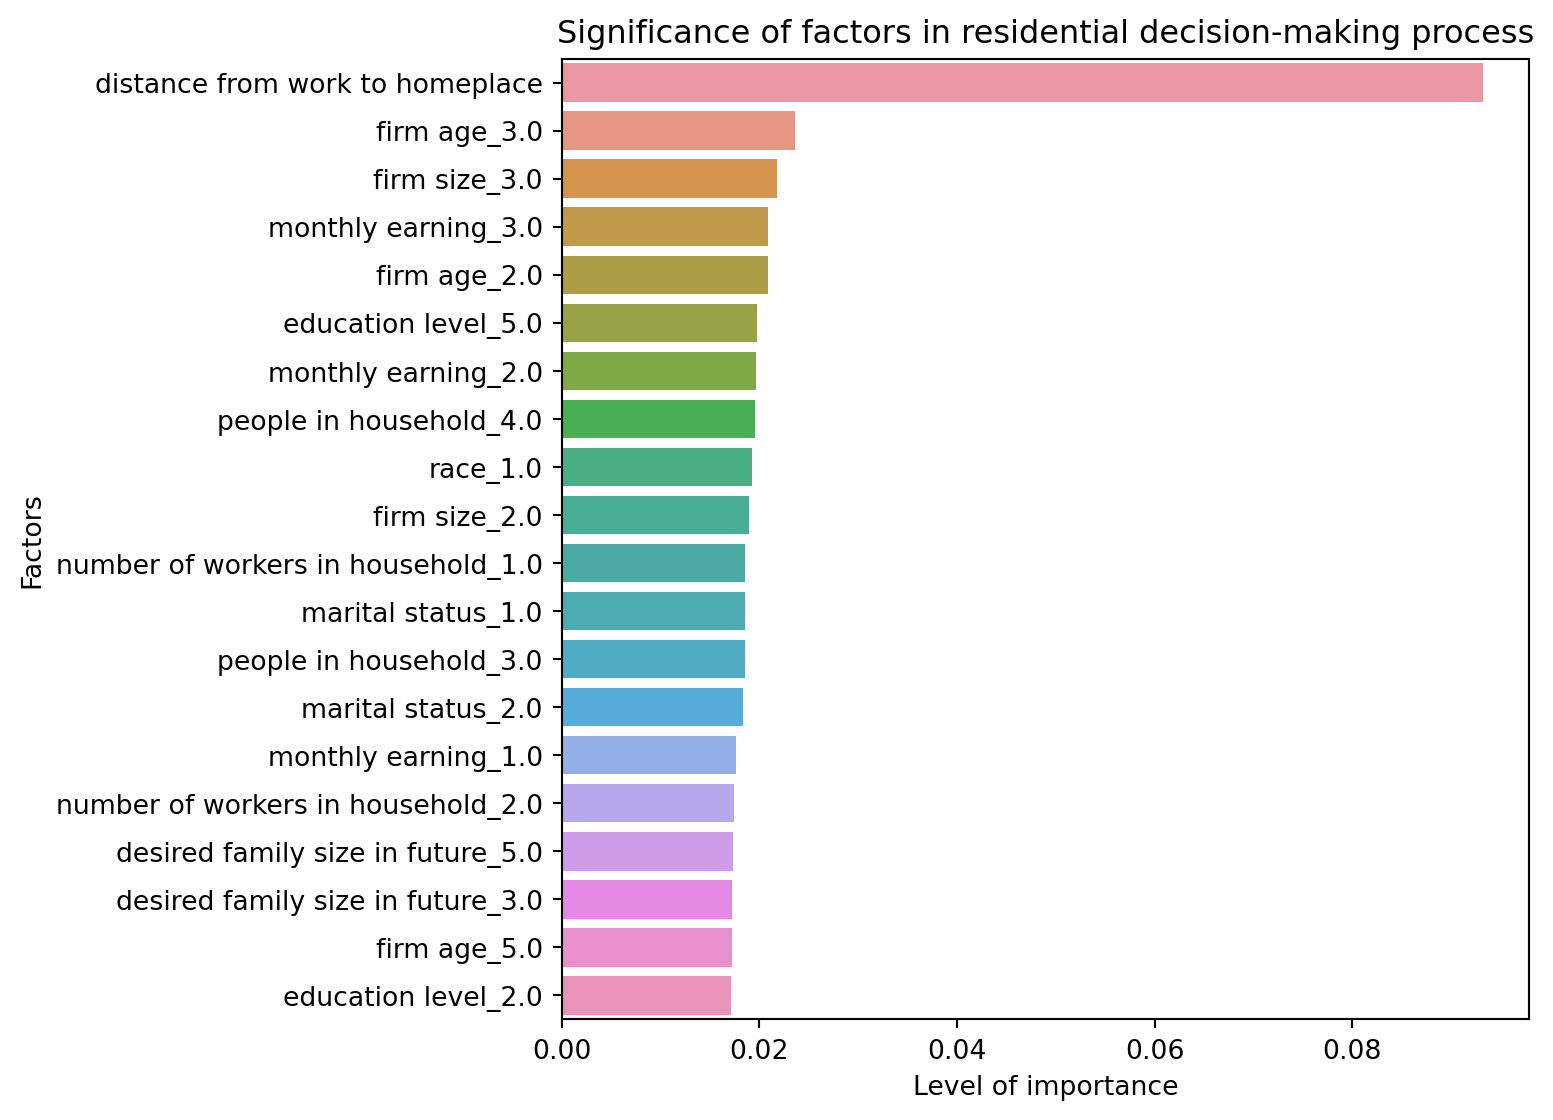 Significance of factors in residential decision-making process
distance from work to homeplace
firm age_3.0
firm size_3.0
monthly earning_3.0
firm age_2.0
education level_5.0
monthly earning_2.0
people in household_4.0
race_1.0
firm size_2.0
number of workers in household_1.0
marital status_1.0
people in household_3.0
marital status_2.0
monthly earning_1.0
number of workers in household_2.0
desired family size in future_5.0
desired family size in future_3.0
firm age_5.0
education level_2.0
Factors
0.00 0.02 0.04 0.06 0.08
Level of importance